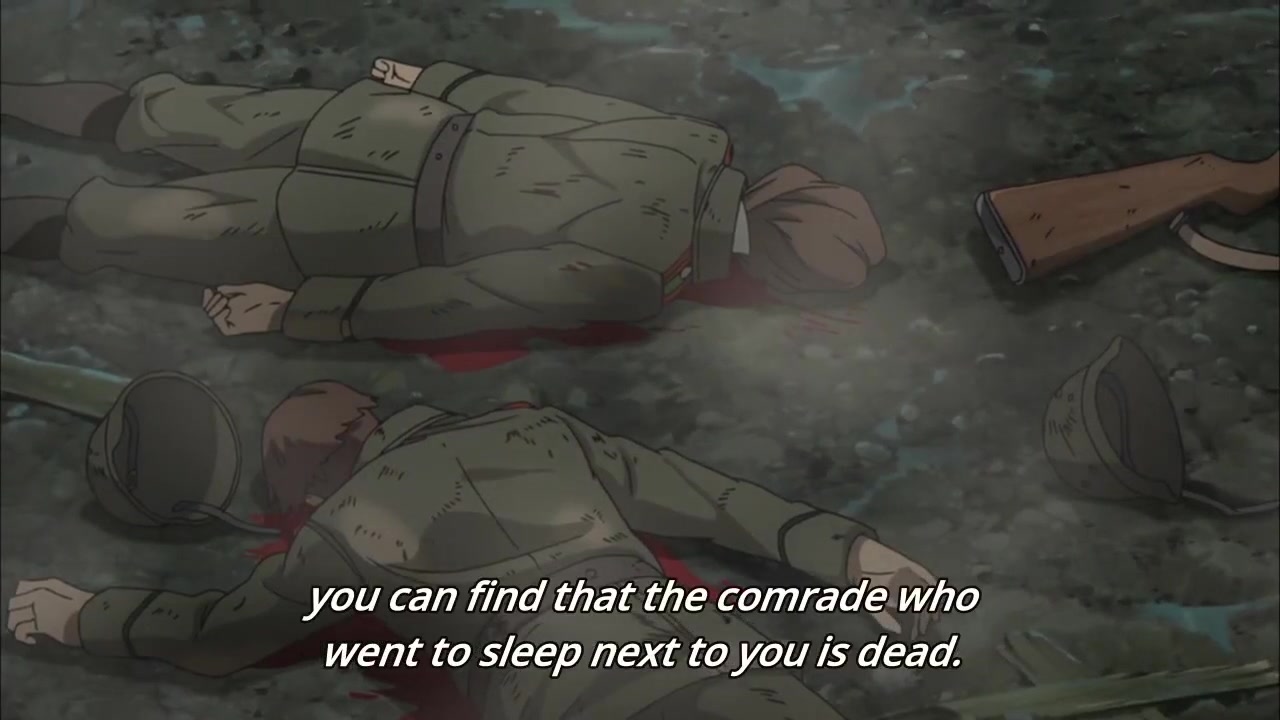 you can find that the comrade who
went to sleep next to you is dead.